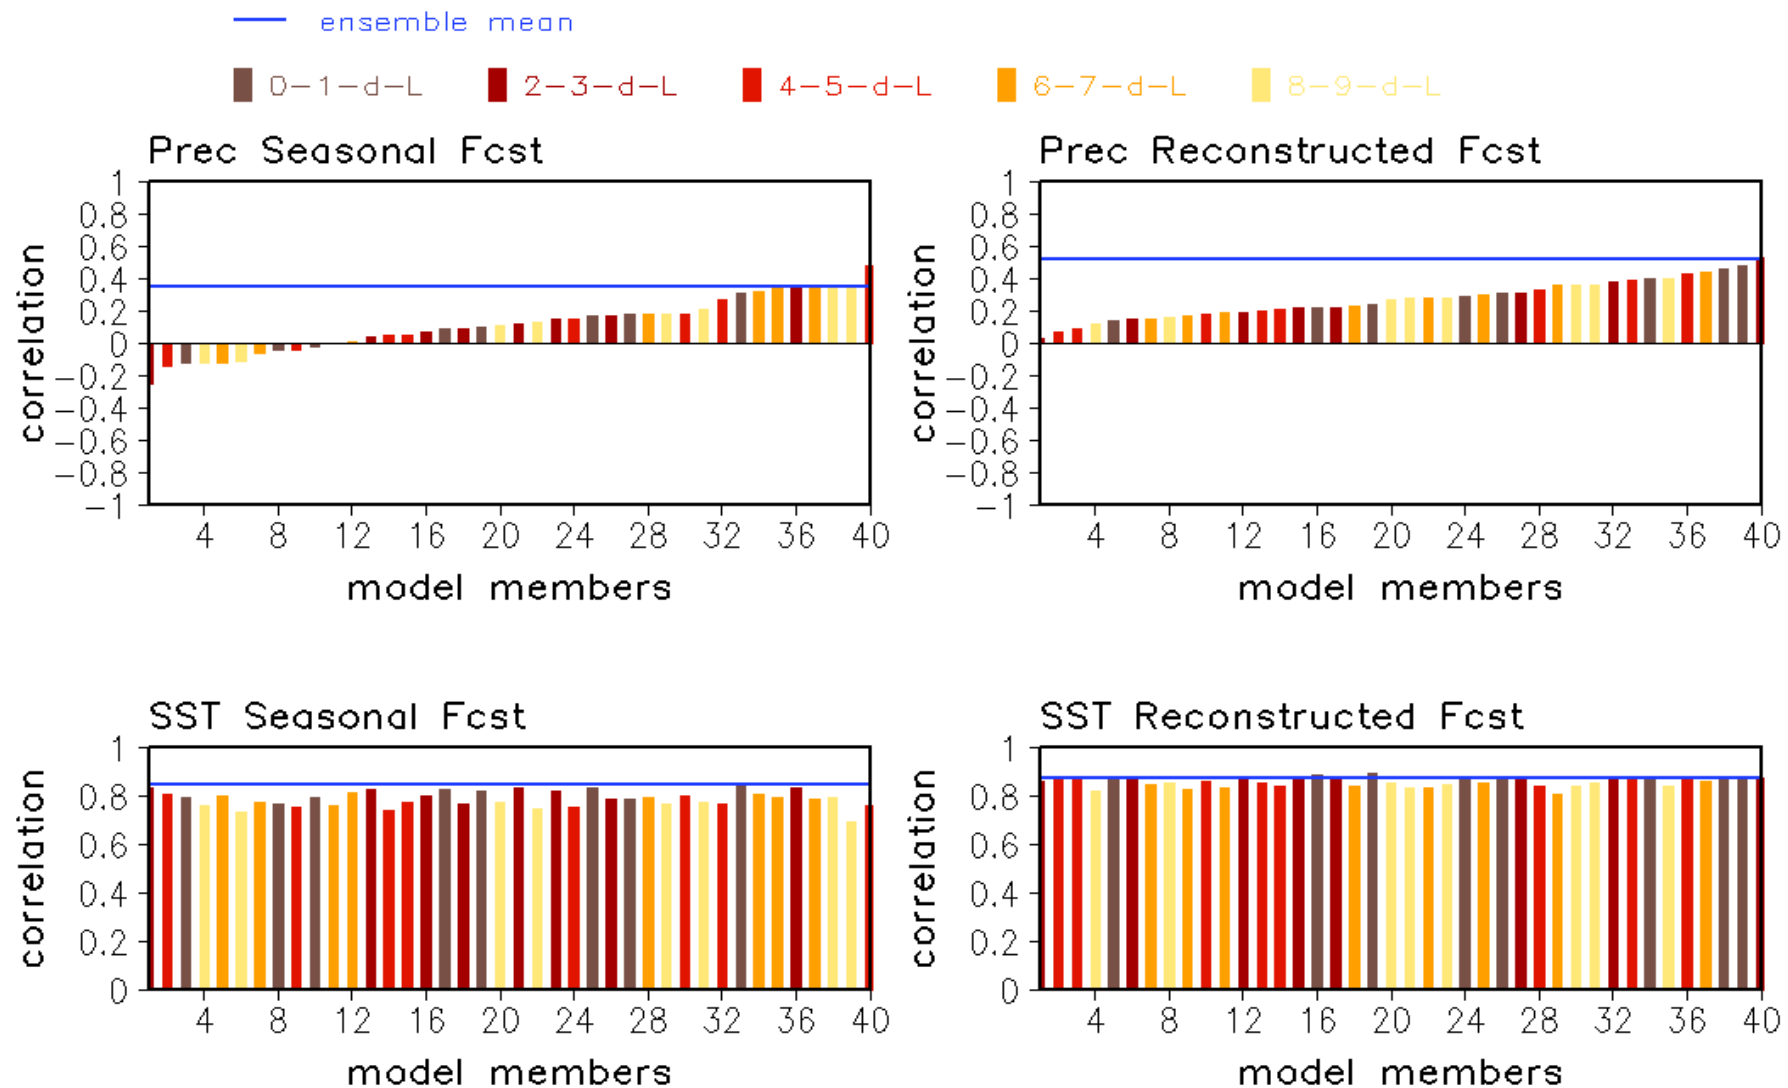 ensemble mean
0-1-d-L 2-3-d-L 4-5-d-L 6-7-d-L 8-9-d-L
Prec Seasonal Fcst
1
0.8
0.6
0.4
0.2
0
-0.2
-0.4
-0.6
-0.8
-1
correlation
4 8 12 16 20 24 28 32 36 40
model members
Prec Reconstructed Fcst
1
0.8
0.6
0.4
0.2
0
-0.2
-0.4
-0.6
-0.8
-1
correlation
4 8 12 16 20 24 28 32 36 40
model members
SST Seasonal Fcst
1
0.8
0.6
0.4
0.2
0
correlation
4 8 12 16 20 24 28 32 36 40
model members
SST Reconstructed Fcst
1
0.8
0.6
0.4
0.2
0
correlation
4 8 12 16 20 24 28 32 36 40
model members